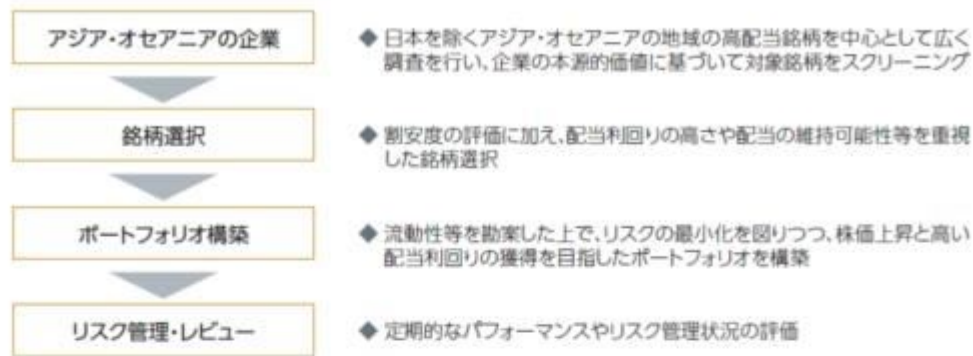 アジア・オセアニアの企業
◆ 日本を除くアジア・オセアニアの地域の高配当銘柄を中心として広く
調査を行い、企業の本源的価値に基づいて対象銘柄をスクリーニング
銘柄選択
◆ 割安度の評価に加え、配当利回りの高さや配当の維持可能性等を重視
した銘柄選択
ポートフォリオ構築
◆ 流動性等を勘案した上で、リスクの最小化を図りつつ、株価上昇と高い
配当利回りの獲得を目指したポートフォリオを構築
リスク管理・レビュー
◆ 定期的なパフォーマンスやリスク管理状況の評価